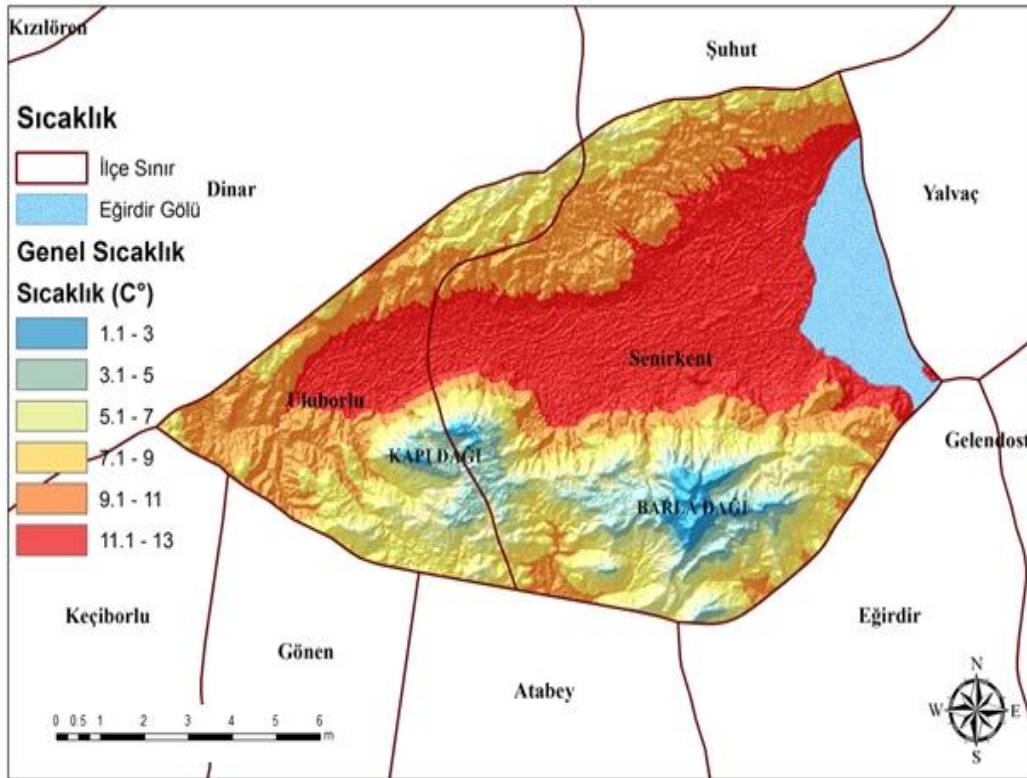 Kızılören
Şuhut
Sıcaklık
İlçe Sınır
Dinar
Yalvaç
Eğirdir Gölü
Genel Sıcaklık
Sıcaklık (C°)
1.1 - 3
3.1 - 5
5.1 - 7
7.1 - 9
9.1 - 11
11.1 - 13
Senirkent
Uluborlu
Gelendost
KAPI DAĞI
BARLA DAĞI
Keçiborlu
Gönen
Atabey
Eğirdir
N
W E
S
0 0.5 1 2 3 4 5 6
m